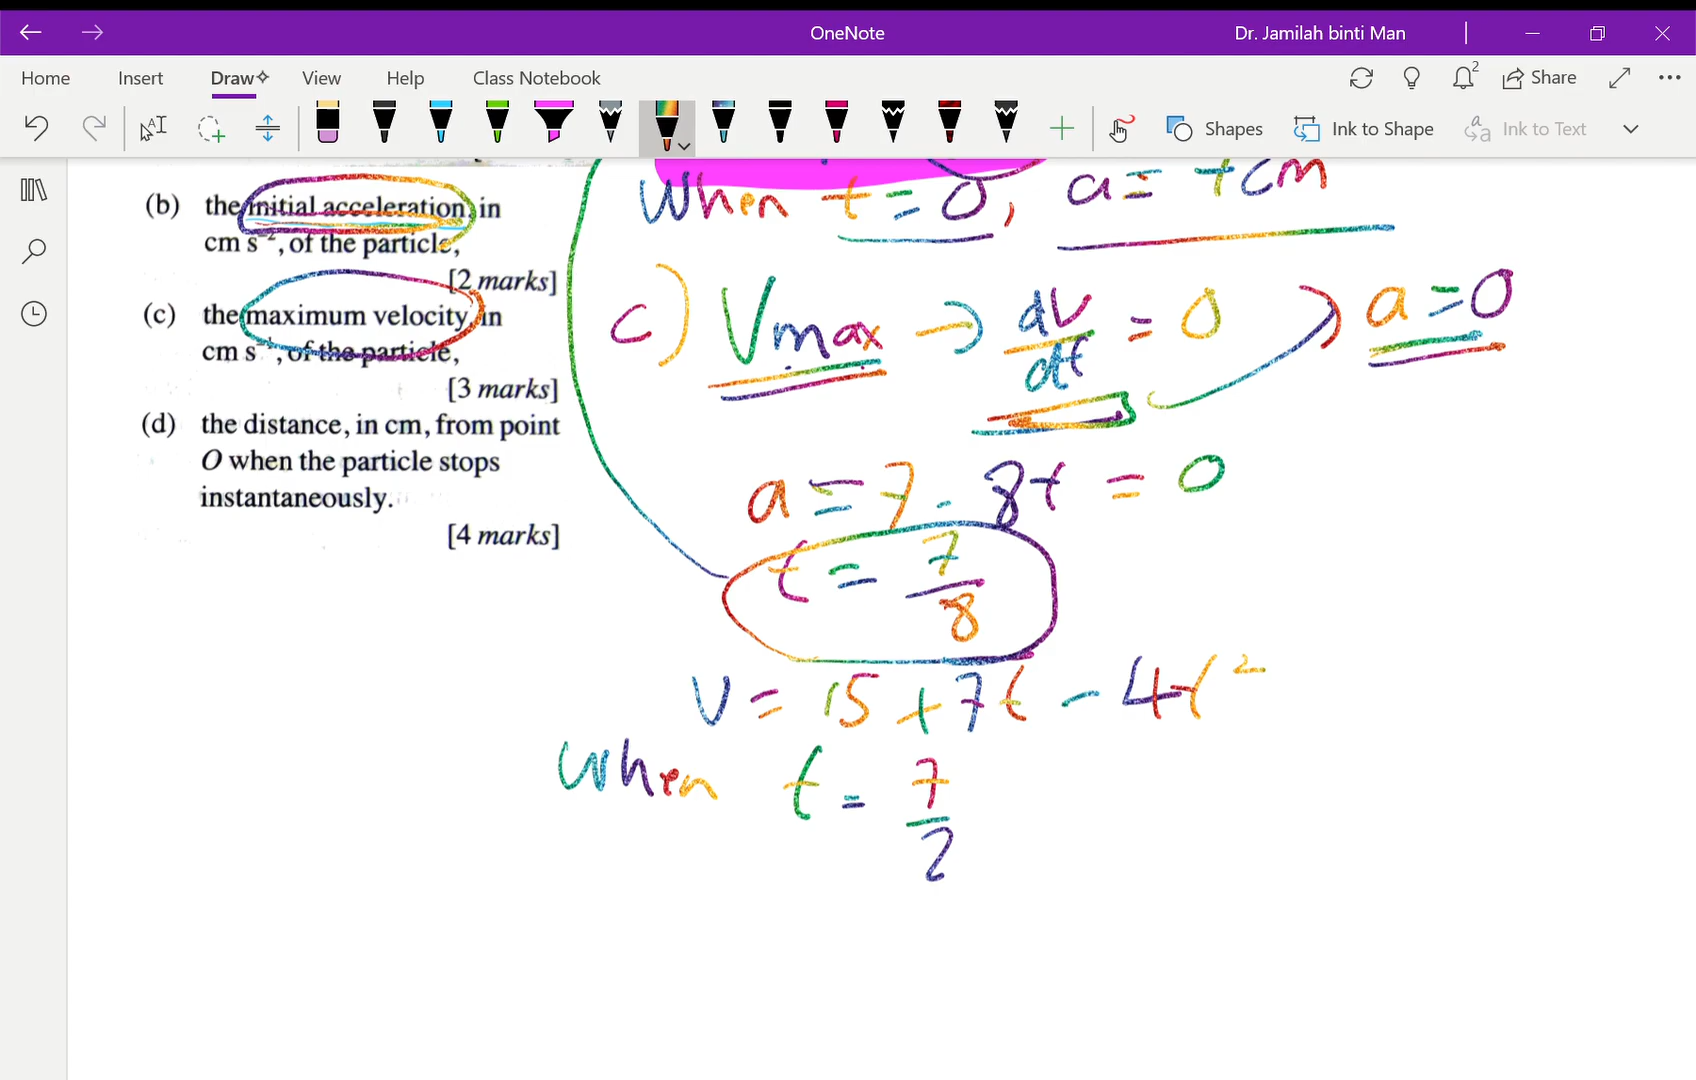 OneNote
Dr. Jamilah binti Man
Home Insert Draw View Help Class Notebook
2 Share
Shapes Ink to Shape Ink to Text
(b) the initial acceleration, in
cm s⁻², of the particle,
[2 marks]
(c) the maximum velocity, in
cm s⁻¹, of the particle,
[3 marks]
(d) the distance, in cm, from point
O when the particle stops
instantaneously.
[4 marks]
When t = 0, a = 7cm
c) Vmax → dv/dt = 0 ⇒ a = 0
a = 7 - 8t = 0
t = 7/8
V = 15 + 7t - 4t²
When t = 7/2